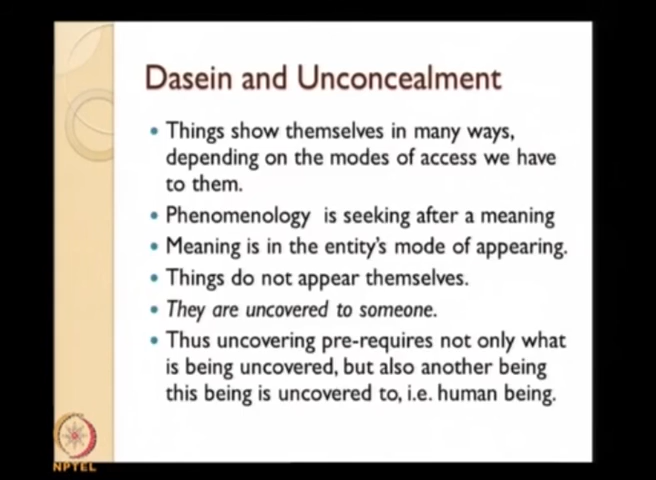 Dasein and Unconcealment
• Things show themselves in many ways,
depending on the modes of access we have
to them.
• Phenomenology is seeking after a meaning
• Meaning is in the entity's mode of appearing.
• Things do not appear themselves.
• They are uncovered to someone.
• Thus uncovering pre-requires not only what
is being uncovered, but also another being
this being is uncovered to, i.e. human being.
NPTEL